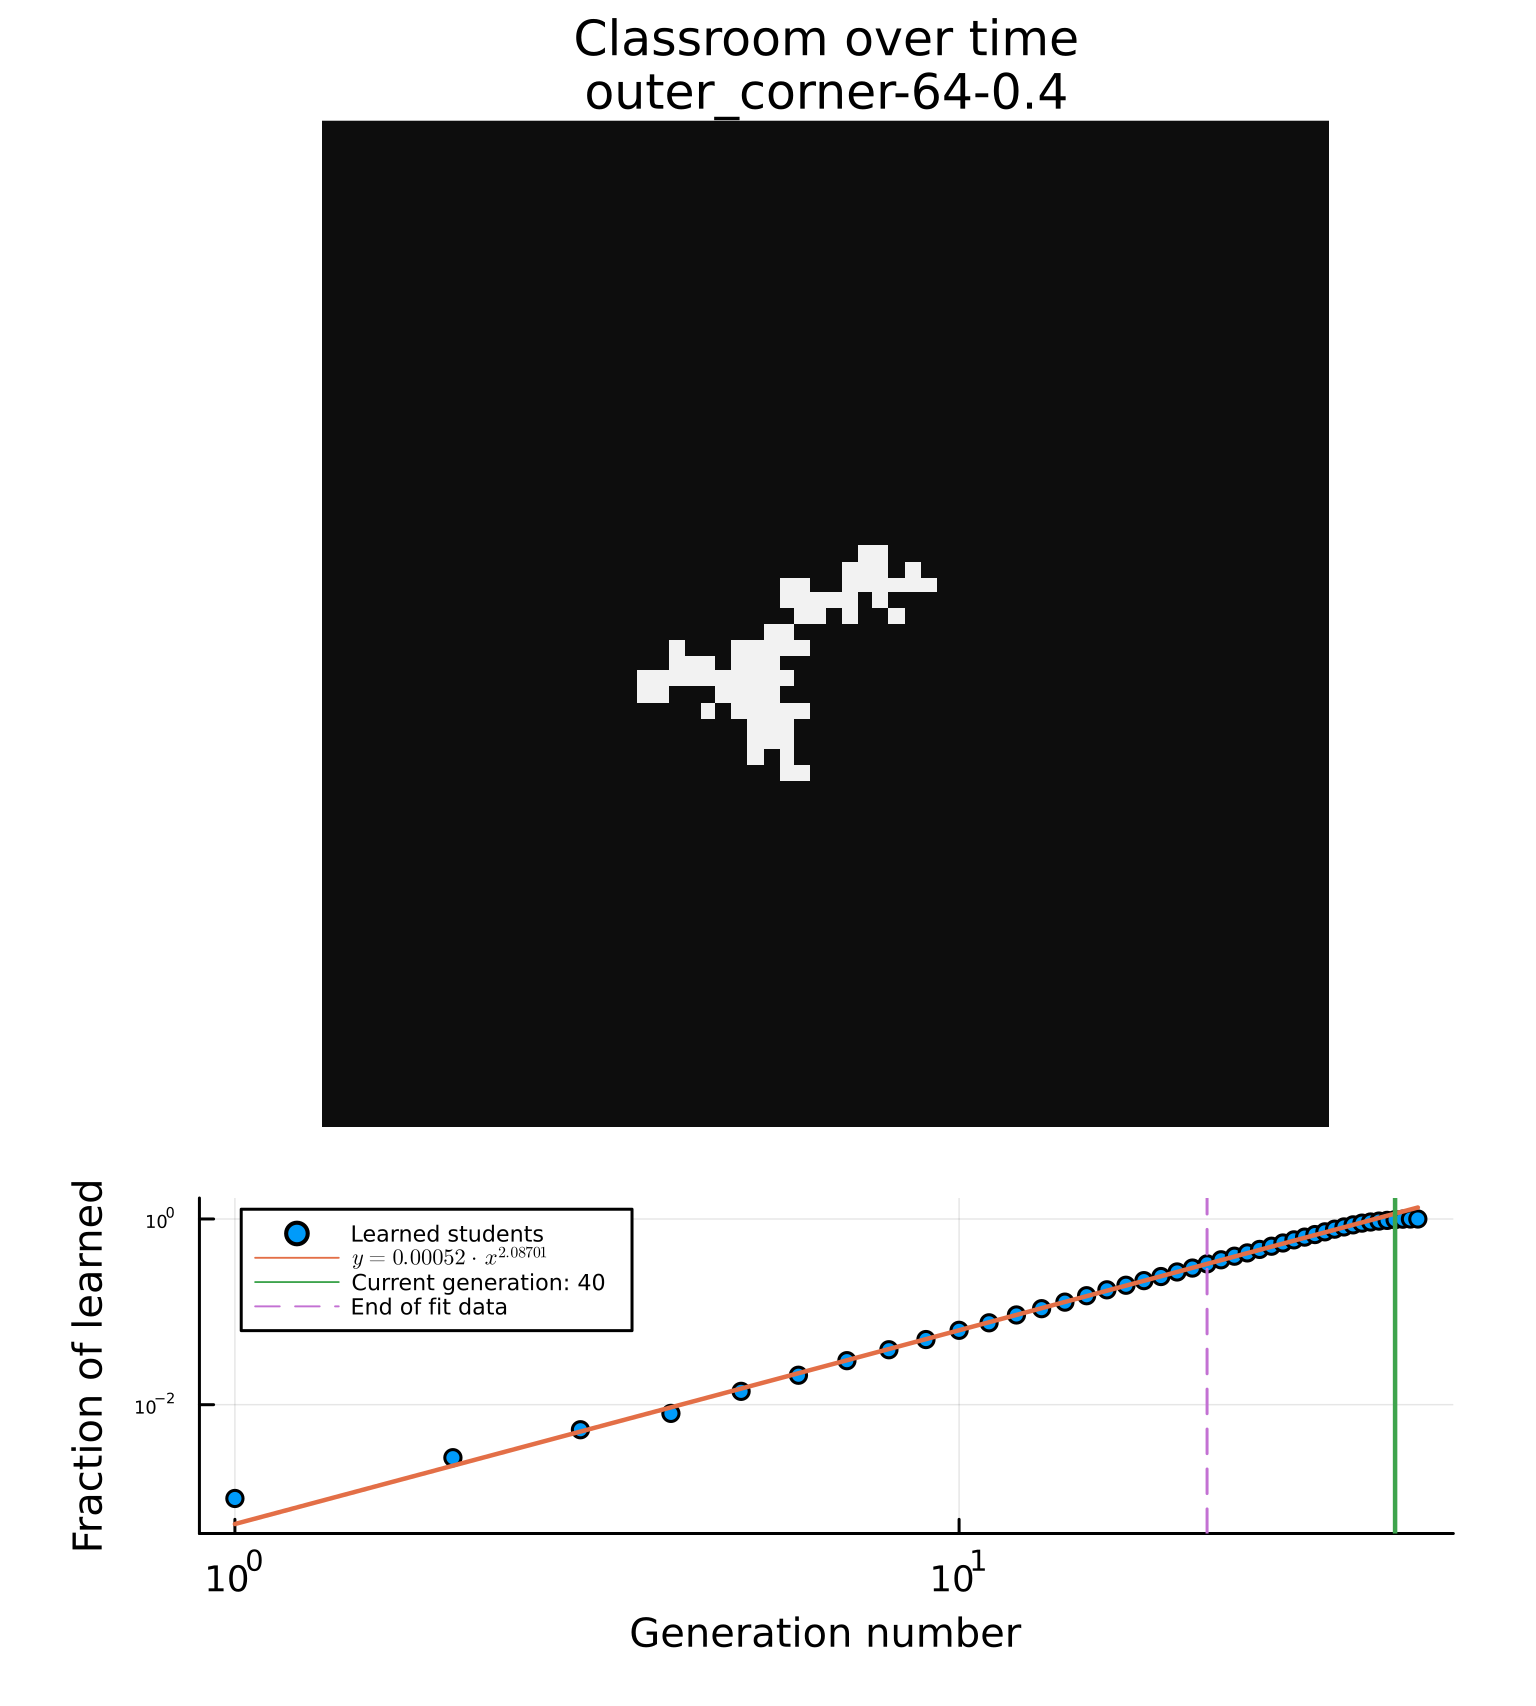 Classroom over time
outer_corner-64-0.4
Fraction of learned
10^0
10^−2
Learned students
y = 0.00052 · x^2.08701
Current generation: 40
End of fit data
10^0
10^1
Generation number